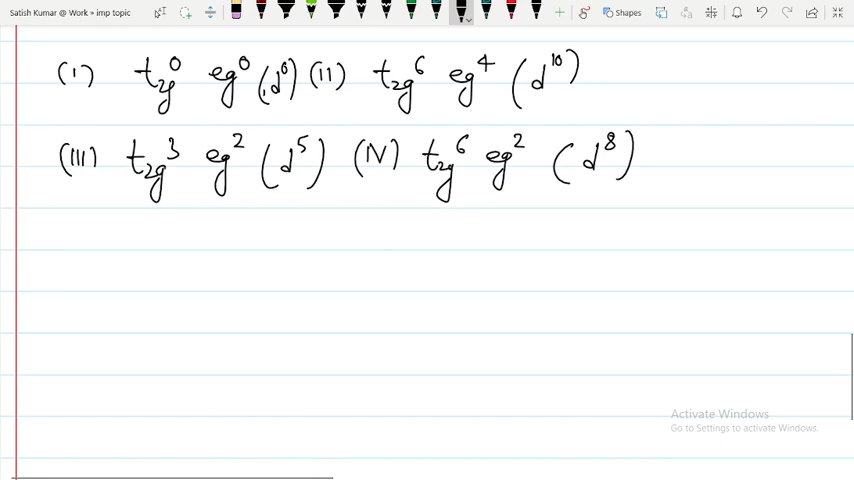 Satish Kumar @ Work » imp topic Shapes
(I) t₂g⁰ eg⁰ (d⁰) (II) t₂g⁶ eg⁴ (d¹⁰)
(III) t₂g³ eg² (d⁵) (IV) t₂g⁶ eg² (d⁸)
Activate Windows
Go to Settings to activate Windows.